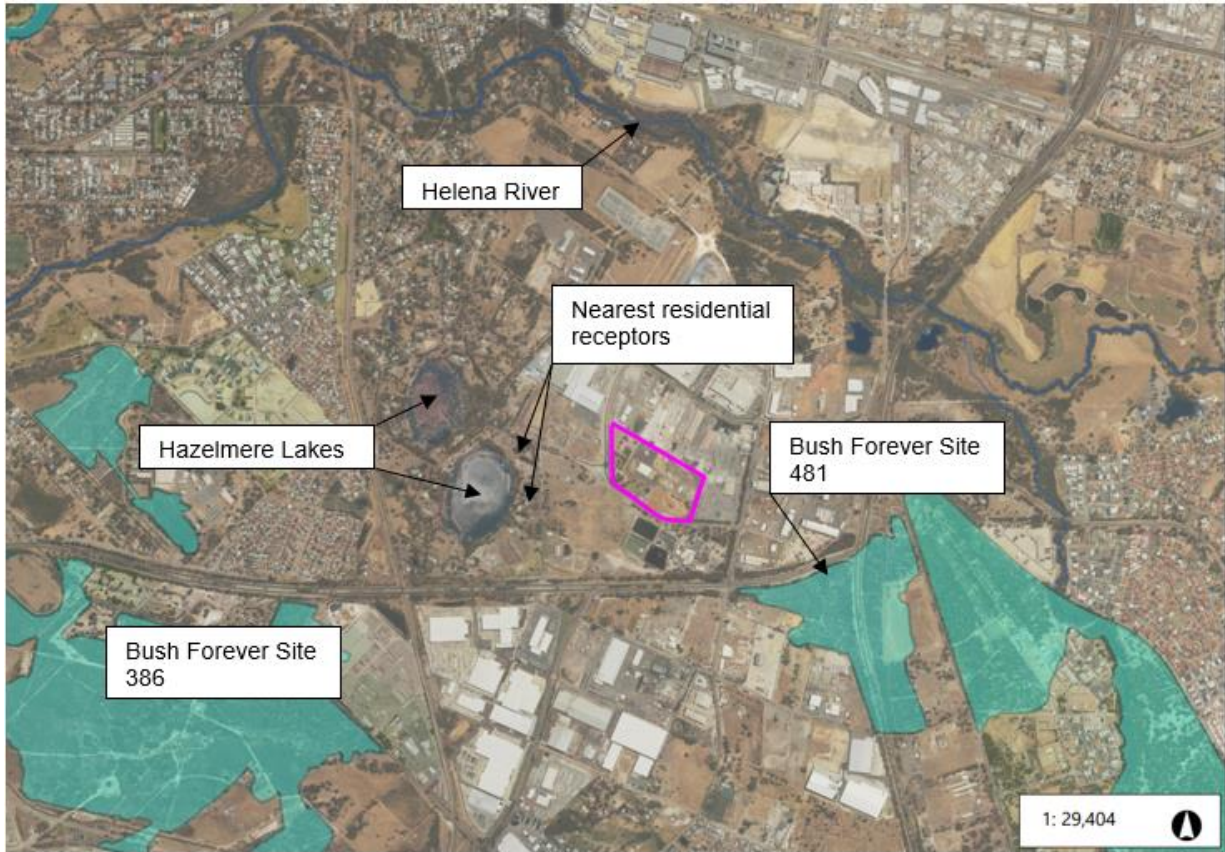 Helena River
Nearest residential
receptors
Hazelmere Lakes
Bush Forever Site
481
Bush Forever Site
386
1: 29,404